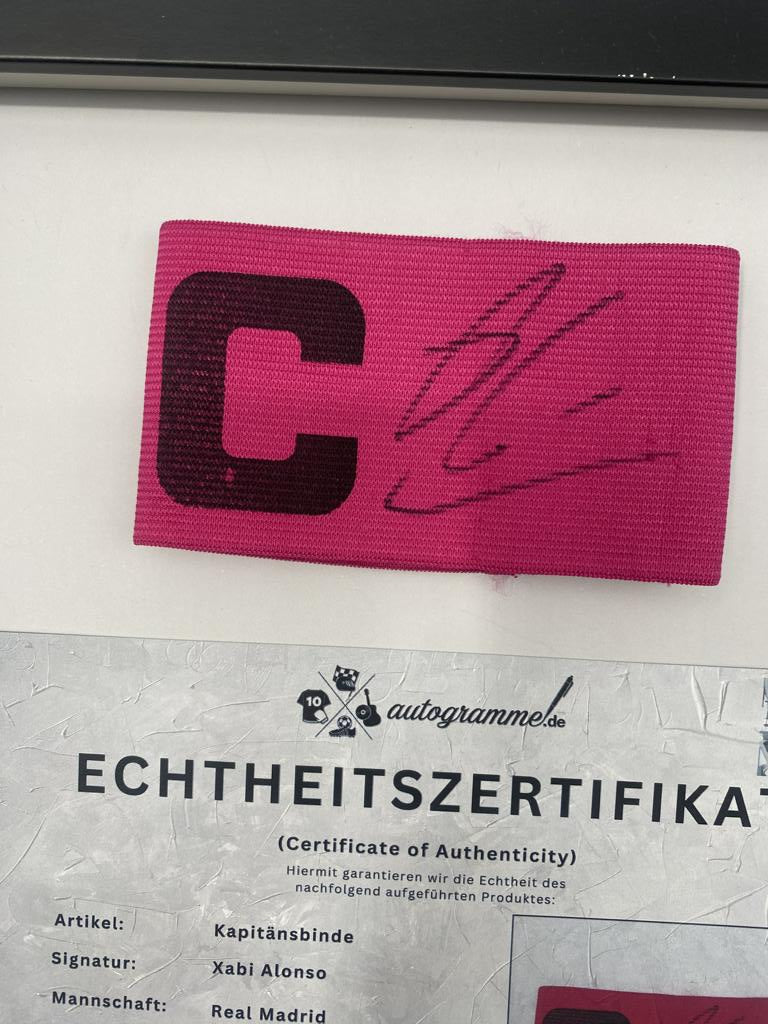 C
10
autogramme.de
ECHTHEITSZERTIFIKAT
(Certificate of Authenticity)
Hiermit garantieren wir die Echtheit des
nachfolgend aufgeführten Produktes:
Artikel: Kapitänsbinde
Signatur: Xabi Alonso
Mannschaft: Real Madrid